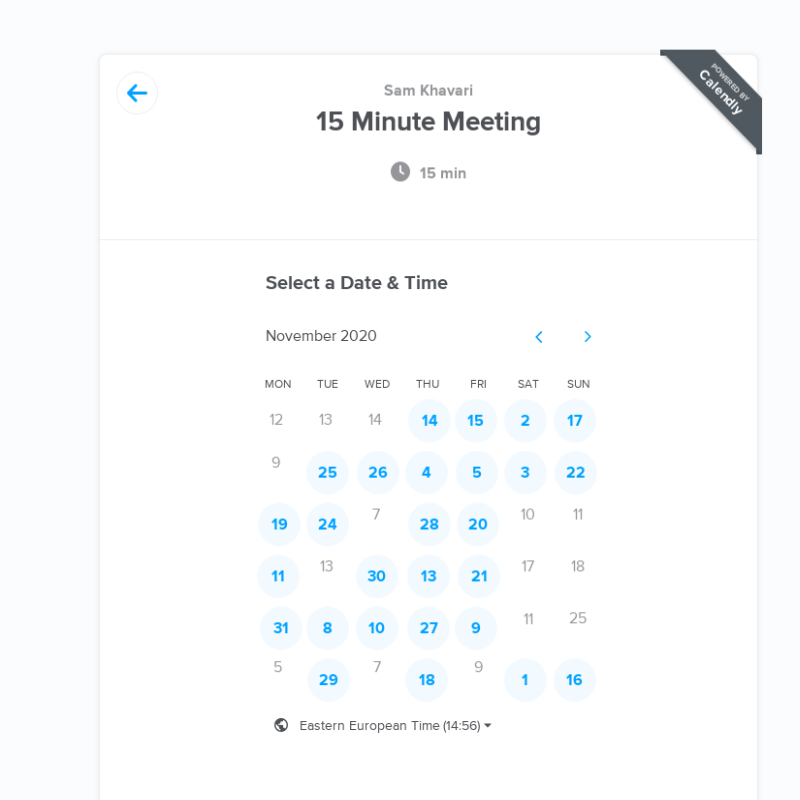 POWERED BY
Calendly
Sam Khavari
15 Minute Meeting
15 min
Select a Date & Time
November 2020
MON TUE WED THU FRI SAT SUN
12 13 14 14 15 2 17
9 25 26 4 5 3 22
19 24 7 28 20 10 11
11 13 30 13 21 17 18
31 8 10 27 9 11 25
5 29 7 18 9 1 16
Eastern European Time (14:56)